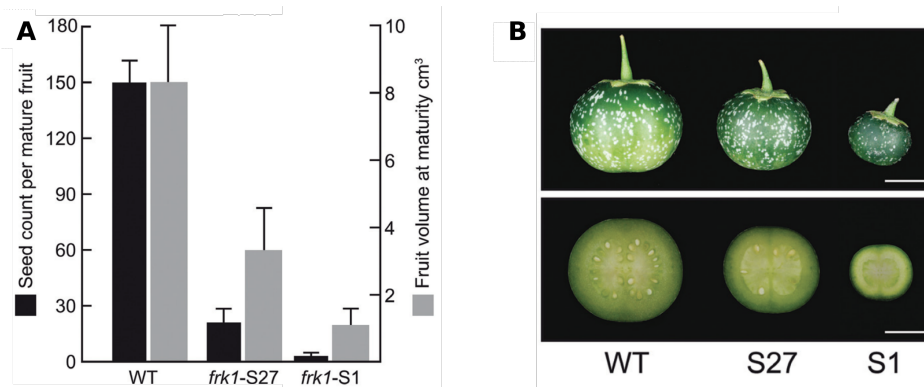 A
Seed count per mature fruit
180
150
120
90
60
30
0
10
8
6
4
2
Fruit volume at maturity cm³
WT
frk1-S27
frk1-S1
B
WT
S27
S1